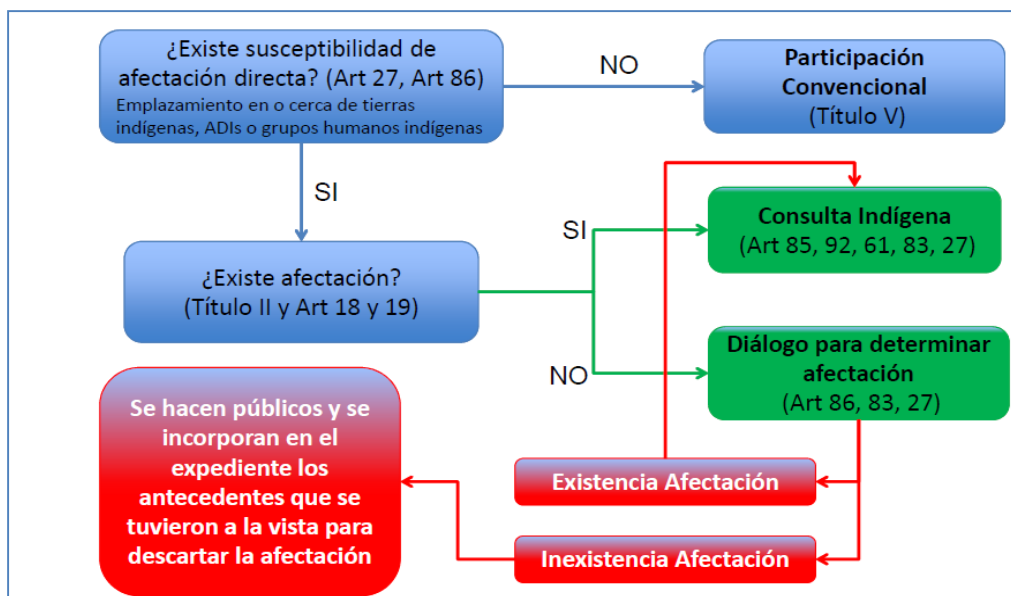 ¿Existe susceptibilidad de
afectación directa? (Art 27, Art 86)
Emplazamiento en o cerca de tierras
indígenas, ADIs o grupos humanos indígenas
NO
Participación
Convencional
(Título V)
SI
¿Existe afectación?
(Título II y Art 18 y 19)
SI
Consulta Indígena
(Art 85, 92, 61, 83, 27)
NO
Diálogo para determinar
afectación
(Art 86, 83, 27)
Existencia Afectación
Inexistencia Afectación
Se hacen públicos y se
incorporan en el
expediente los
antecedentes que se
tuvieron a la vista para
descartar la afectación